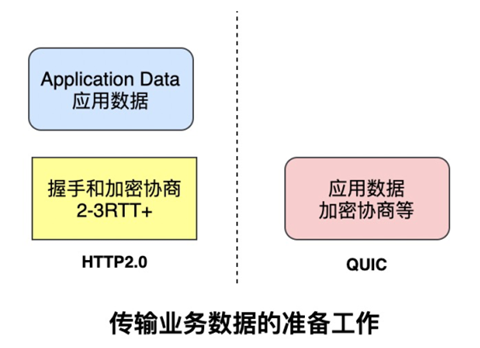 Application Data
应用数据
握手和加密协商
2-3RTT+
HTTP2.0
应用数据
加密协商等
QUIC
传输业务数据的准备工作